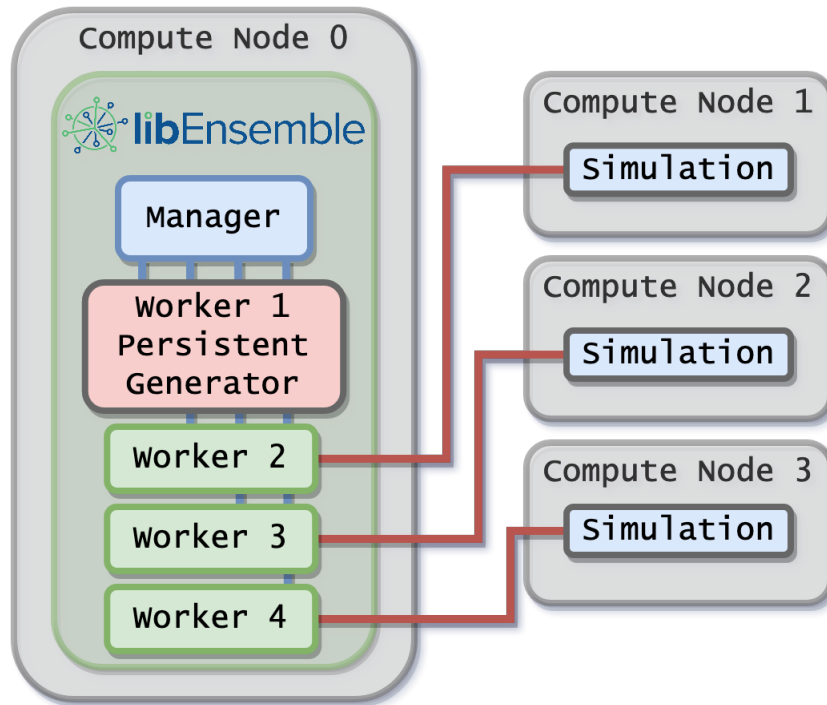 Compute Node 0
libEnsemble
Manager
Worker 1
Persistent
Generator
Worker 2
Worker 3
Worker 4
Compute Node 1
Simulation
Compute Node 2
Simulation
Compute Node 3
Simulation